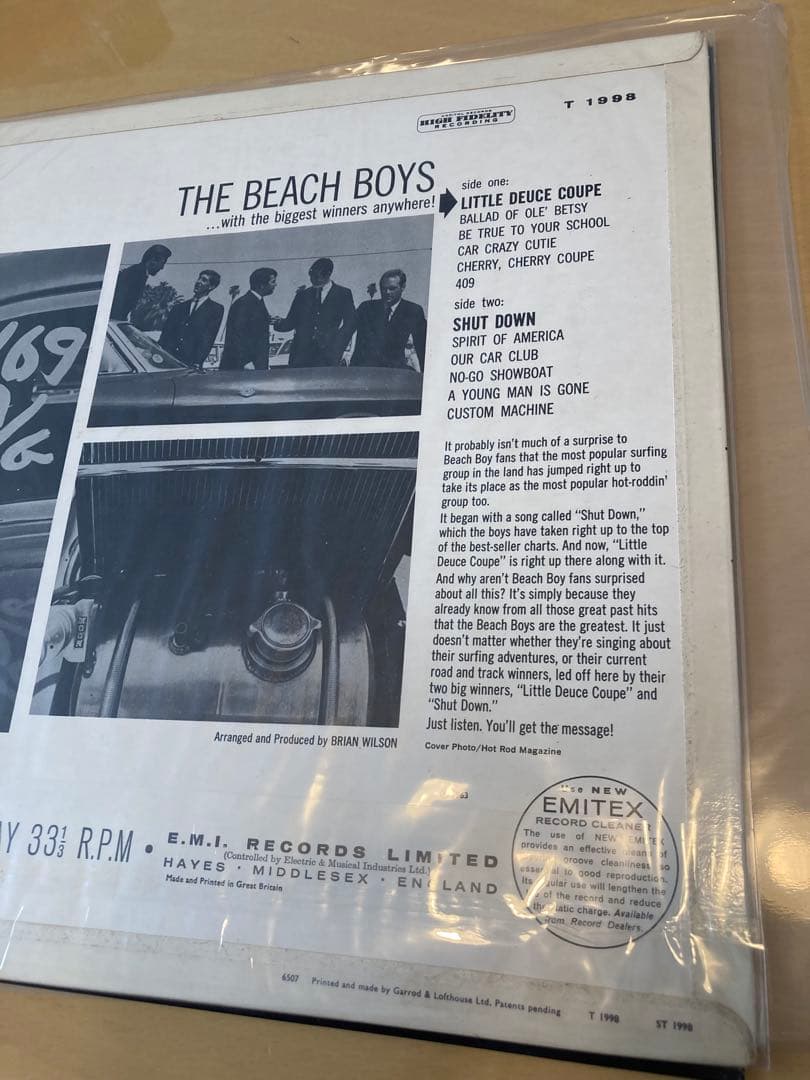 CAPITOL RECORDS
HIGH FIDELITY
RECORDING
T 1998
THE BEACH BOYS
...with the biggest winners anywhere!
side one:
LITTLE DEUCE COUPE
BALLAD OF OLE' BETSY
BE TRUE TO YOUR SCHOOL
CAR CRAZY CUTIE
CHERRY, CHERRY COUPE
409
side two:
SHUT DOWN
SPIRIT OF AMERICA
OUR CAR CLUB
NO-GO SHOWBOAT
A YOUNG MAN IS GONE
CUSTOM MACHINE
It probably isn't much of a surprise to
Beach Boy fans that the most popular surfing
group in the land has jumped right up to
take its place as the most popular hot-roddin'
group too.
It began with a song called "Shut Down,"
which the boys have taken right up to the top
of the best-seller charts. And now, "Little
Deuce Coupe" is right up there along with it.
And why aren't Beach Boy fans surprised
about all this? It's simply because they
already know from all those great past hits
that the Beach Boys are the greatest. It just
doesn't matter whether they're singing about
their surfing adventures, or their current
road and track winners, led off here by their
two big winners, "Little Deuce Coupe" and
"Shut Down."
Just listen. You'll get the message!
Cover Photo/Hot Rod Magazine
169
/G
MOON
Arranged and Produced by BRIAN WILSON
63
33⅓ R.P.M •
E.M.I. RECORDS LIMITED
(Controlled by Electric & Musical Industries Ltd.)
HAYES • MIDDLESEX • ENGLAND
Made and Printed in Great Britain
Use NEW
EMITEX
RECORD CLEANER
The use of NEW EMITEX
provides an effective means of
groove cleanliness so
essential to good reproduction.
Its regular use will lengthen the
of the record and reduce
static charge. Available
from Record Dealers.
6507 Printed and made by Garrod & Lofthouse Ltd. Patents pending T 1998 ST 1998